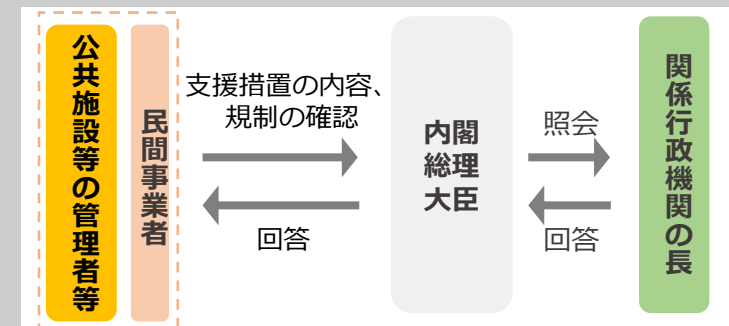 公共施設等の管理者等
民間事業者
支援措置の内容、
規制の確認
回答
内閣
総理
大臣
照会
回答
関係行政機関の長